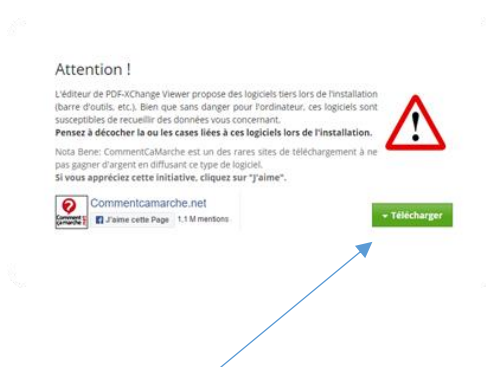 Attention !
L'éditeur de PDF-XChange Viewer propose des logiciels tiers lors de l'installation
(barre d'outils, etc.). Bien que sans danger pour l'ordinateur, ces logiciels sont
susceptibles de recueillir des données vous concernant.
Pensez à décocher la ou les cases liées à ces logiciels lors de l'installation.
Nota Bene: CommentCaMarche est un des rares sites de téléchargement à ne
pas gagner d'argent en diffusant ce type de logiciel.
Si vous appréciez cette initiative, cliquez sur "J'aime".
Comment
çamarche
Commentcamarche.net
J'aime cette Page 1,1 M mentions
Télécharger